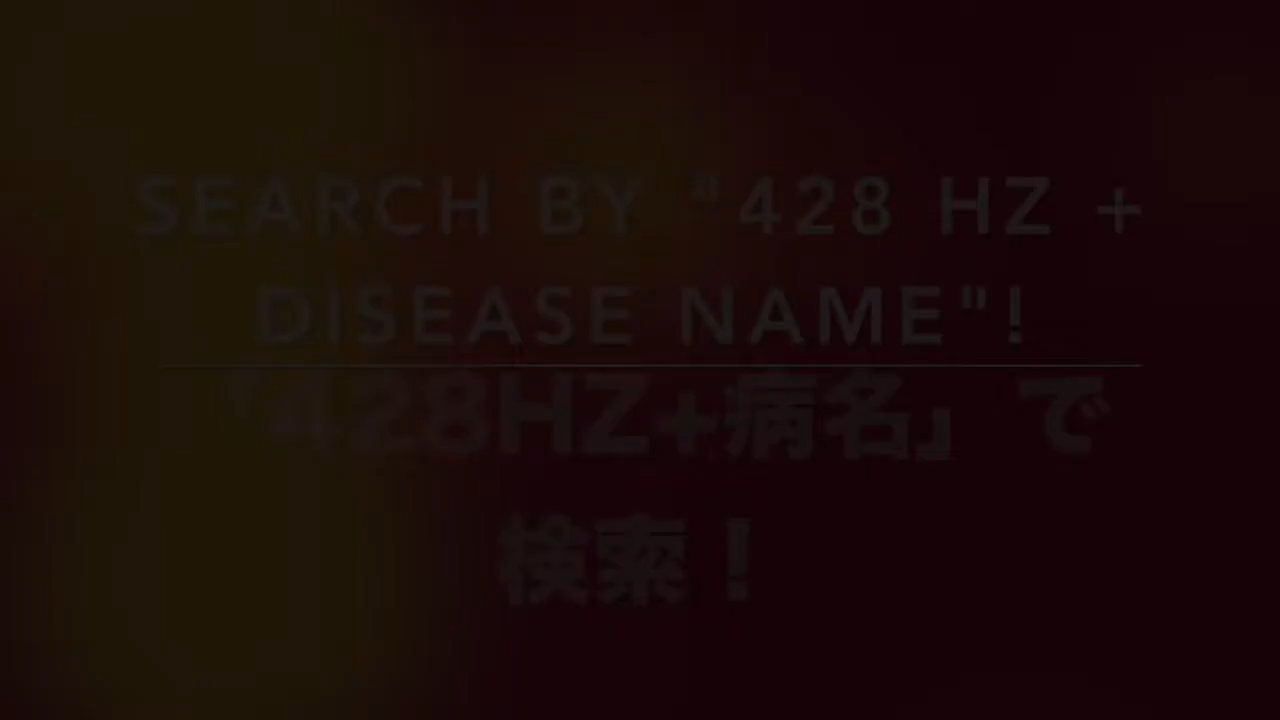 SEARCH BY "428 HZ +
DISEASE NAME"!
「428HZ+病名」で
検索！